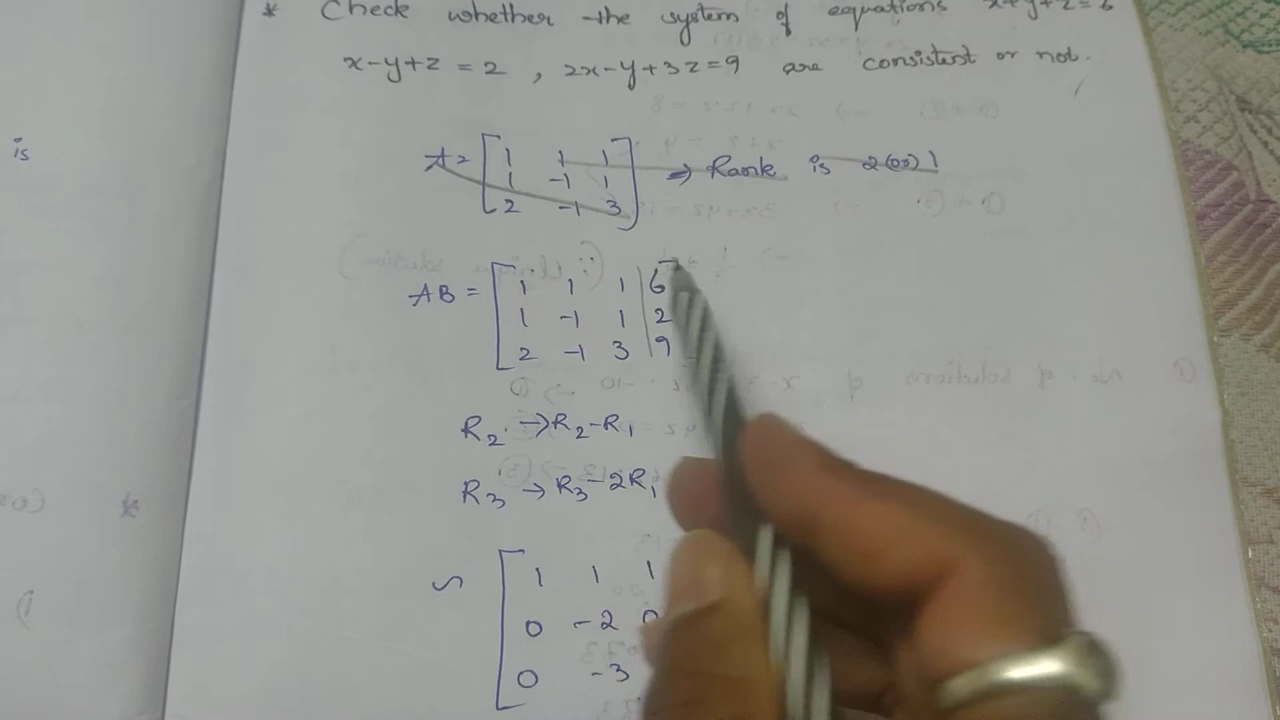 * Check whether the system of equations x+y+z=6
x-y+z=2, 2x-y+3z=9 are consistent or not.
is
A= [1 1 1 ⇒ Rank is 2(or)1
1 -1 1
2 -1 3]
AB = [1 1 1 | 6
1 -1 1 | 2
2 -1 3 | 9
R2 → R2-R1
R3 → R3-2R1
~ [1 1 1
0 -2 0
0 -3